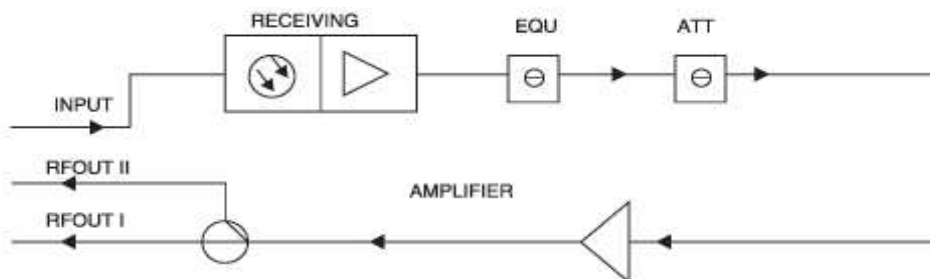 RECEIVING
EQU
ATT
INPUT
RFOUT II
AMPLIFIER
RFOUT I